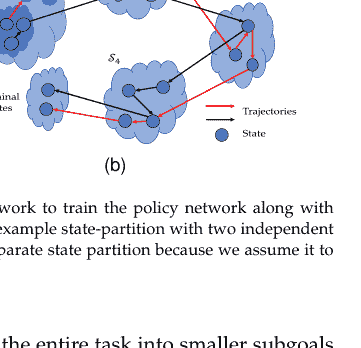 S₄
minal
tes
Trajectories
State
(b)
work to train the policy network along with
example state-partition with two independent
parate state partition because we assume it to
the entire task into smaller subgoals